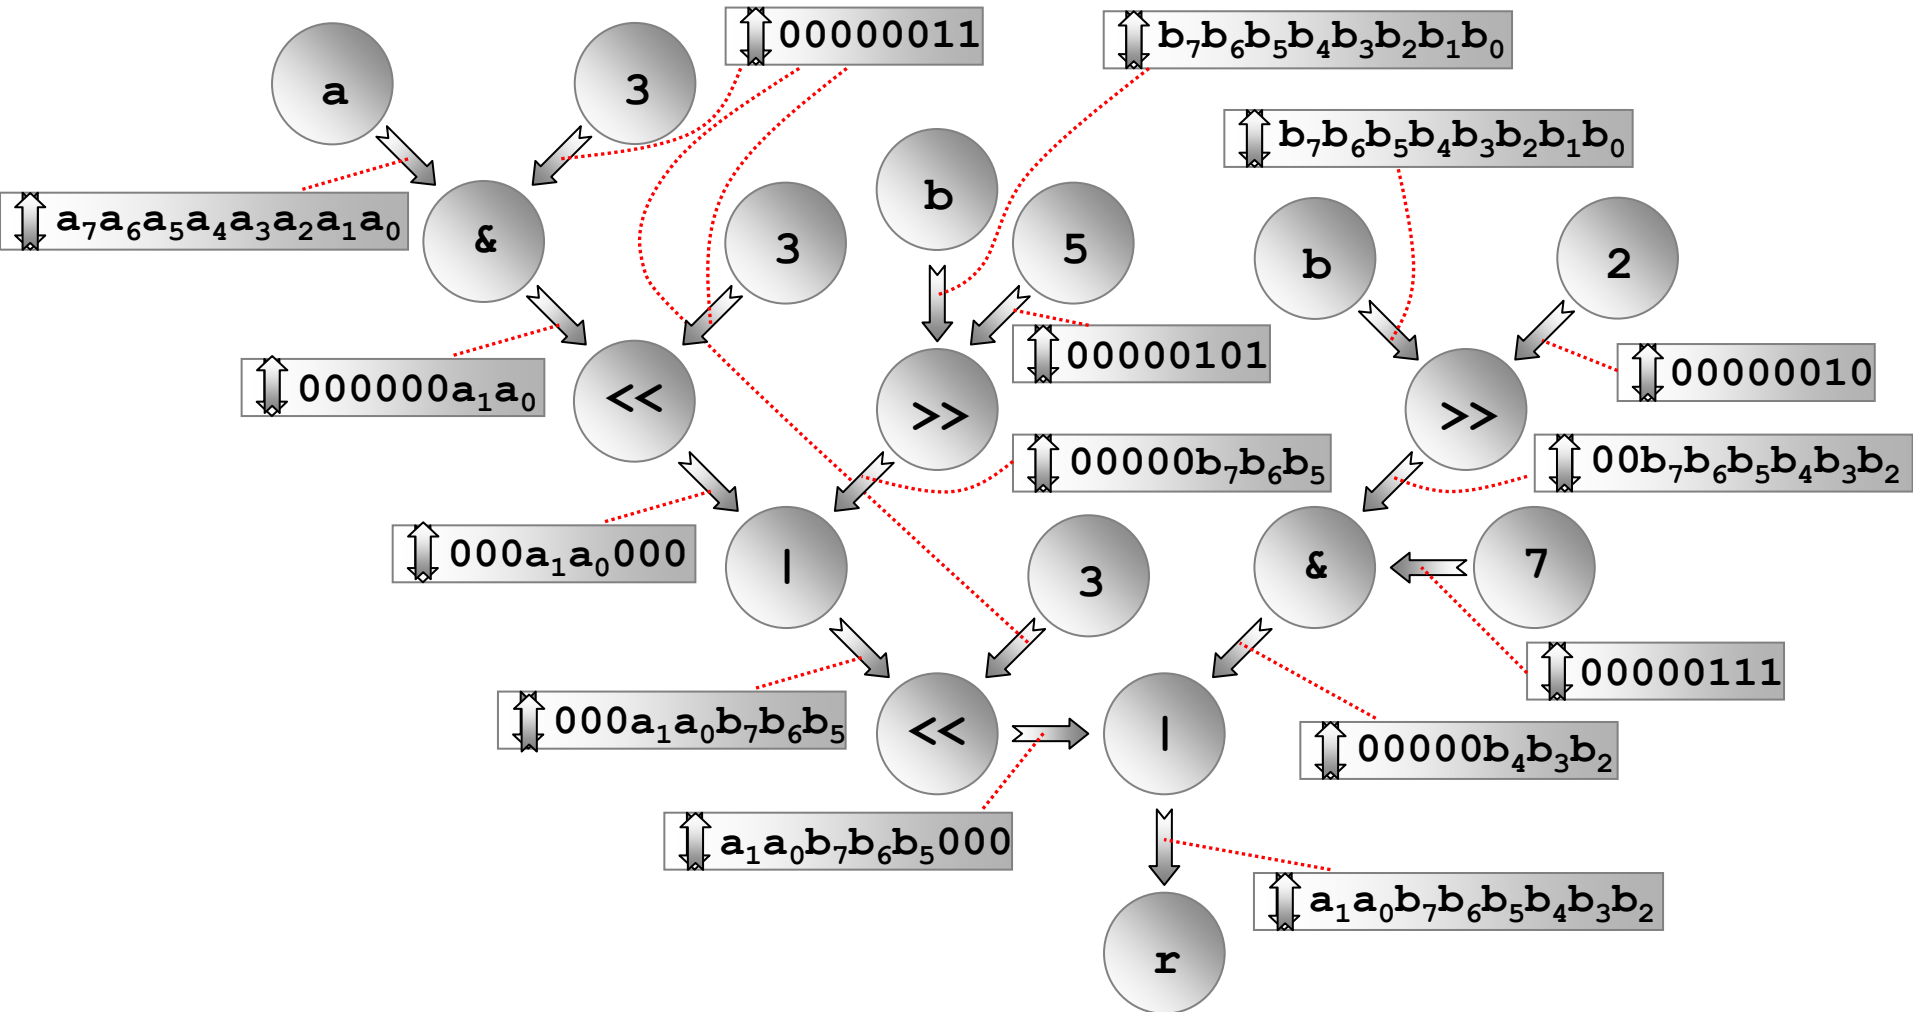 00000011
b₇b₆b₅b₄b₃b₂b₁b₀
a
3
b₇b₆b₅b₄b₃b₂b₁b₀
b
a₇a₆a₅a₄a₃a₂a₁a₀
&
3
5
b
2
00000101
00000010
000000a₁a₀
<<
>>
>>
00000b₇b₆b₅
00b₇b₆b₅b₄b₃b₂
000a₁a₀000
|
3
&
7
00000111
000a₁a₀b₇b₆b₅
<<
|
00000b₄b₃b₂
a₁a₀b₇b₆b₅000
a₁a₀b₇b₆b₅b₄b₃b₂
r